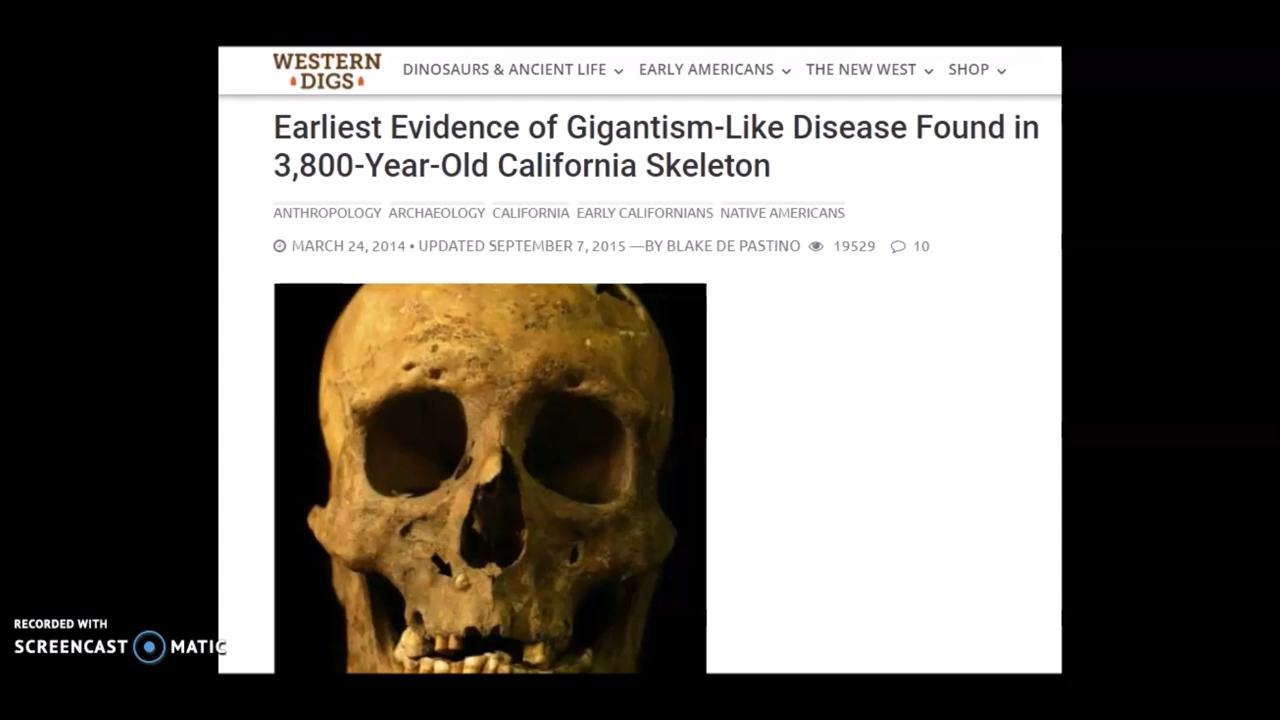 WESTERN
DIGS
DINOSAURS & ANCIENT LIFE EARLY AMERICANS THE NEW WEST SHOP
Earliest Evidence of Gigantism-Like Disease Found in
3,800-Year-Old California Skeleton
ANTHROPOLOGY ARCHAEOLOGY CALIFORNIA EARLY CALIFORNIANS NATIVE AMERICANS
MARCH 24, 2014 • UPDATED SEPTEMBER 7, 2015 —BY BLAKE DE PASTINO 19529 10
RECORDED WITH
SCREENCAST MATIC